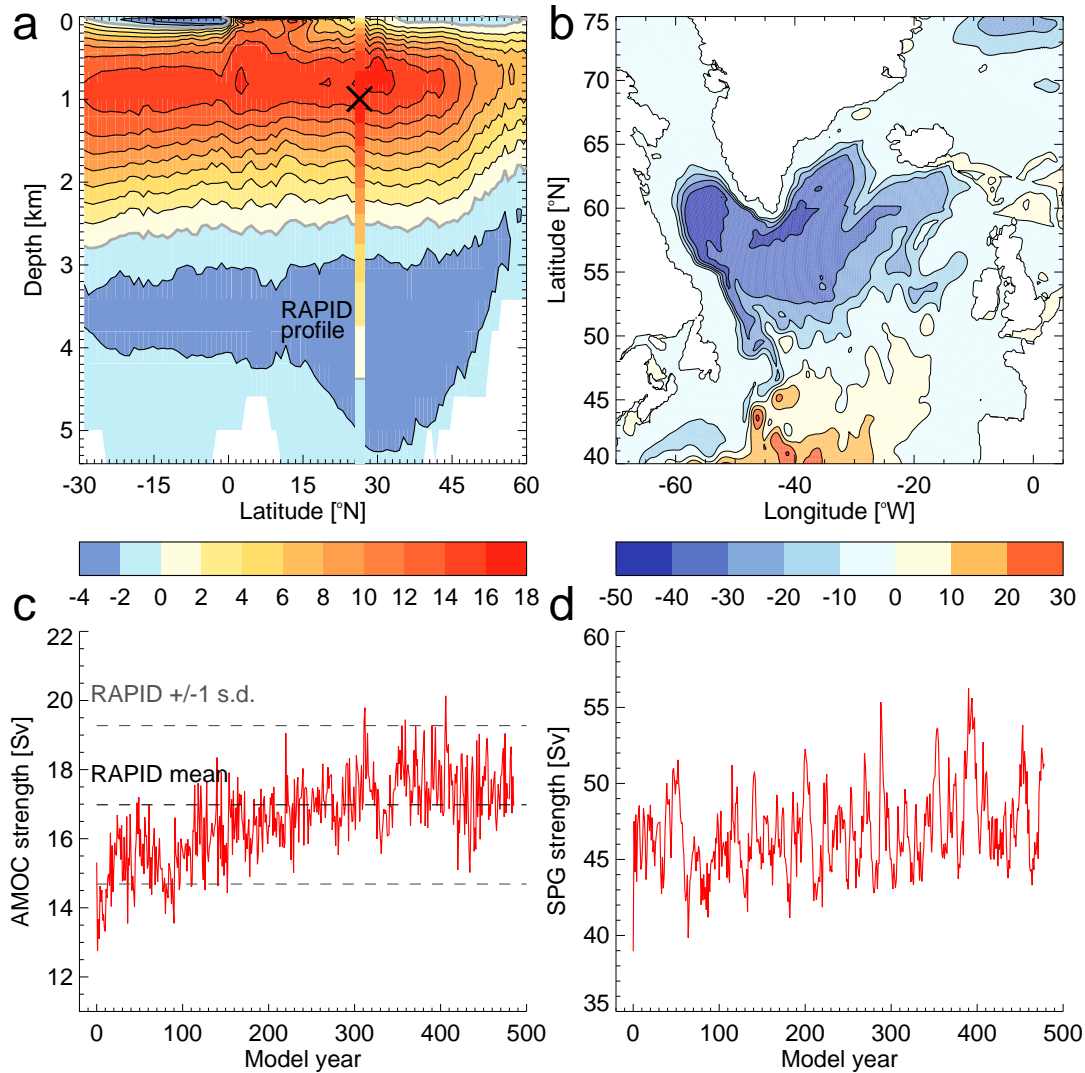 a
0
1
2
3
4
5
Depth [km]
RAPID
profile
-30 -15 0 15 30 45 60
Latitude [°N]
-4 -2 0 2 4 6 8 10 12 14 16 18
b
75
70
65
60
55
50
45
40
Latitude [°N]
-60 -40 -20 0
Longitude [°W]
-50 -40 -30 -20 -10 0 10 20 30
c
22
20
18
16
14
12
11
AMOC strength [Sv]
RAPID +/-1 s.d.
RAPID mean
0 100 200 300 400 500
Model year
d
60
55
50
45
40
35
SPG strength [Sv]
0 100 200 300 400 500
Model year